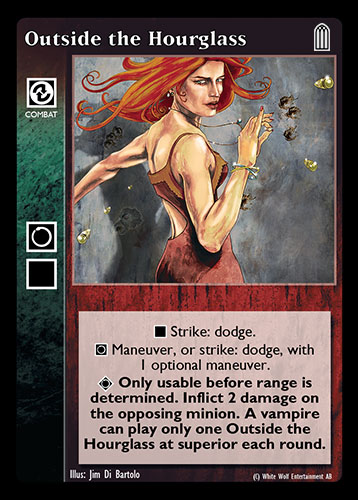 Outside the Hourglass
COMBAT
Strike: dodge.
Maneuver, or strike: dodge, with
1 optional maneuver.
Only usable before range is
determined. Inflict 2 damage on
the opposing minion. A vampire
can play only one Outside the
Hourglass at superior each round.
Illus: Jim Di Bartolo
(C) White Wolf Entertainment AB